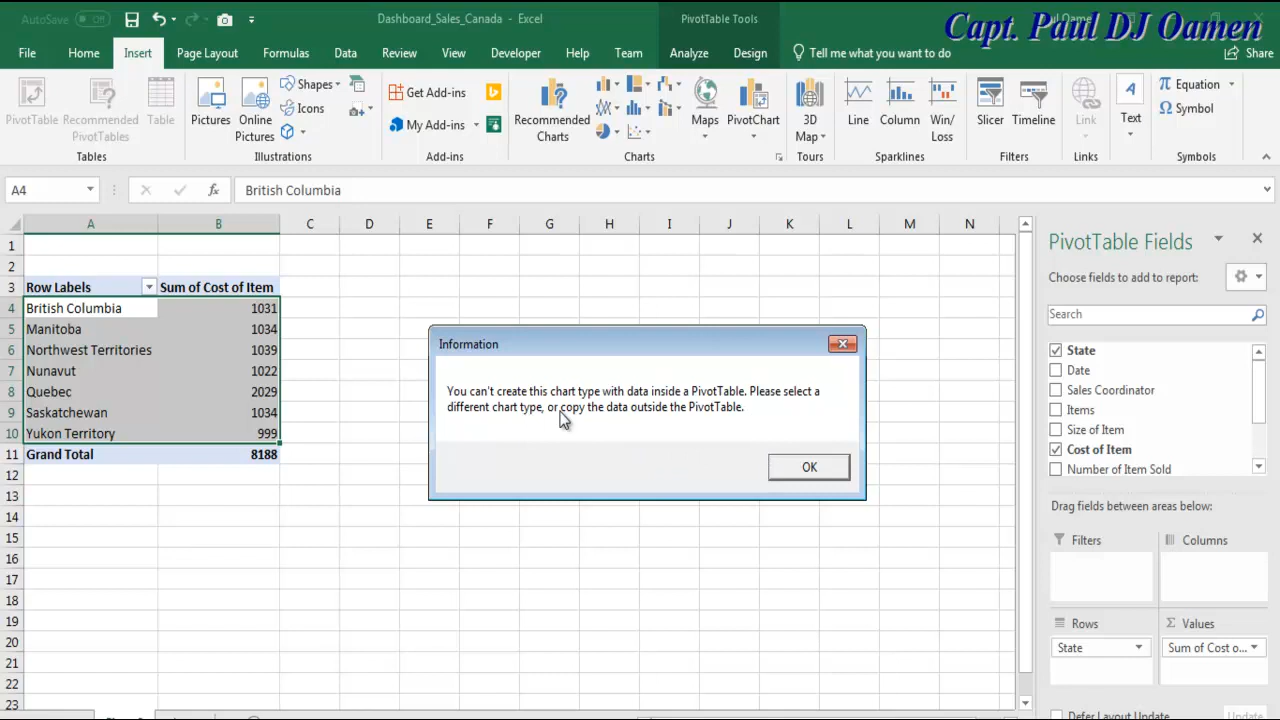 AutoSave Off
Dashboard_Sales_Canada - Excel
PivotTable Tools
Capt. Paul DJ Oamen
File Home Insert Page Layout Formulas Data Review View Developer Help Team Analyze Design Tell me what you want to do Share
PivotTable
Recommended
PivotTables
Table
Tables
Pictures
Online
Pictures
Shapes
Icons
Illustrations
Get Add-ins
My Add-ins
Add-ins
Recommended
Charts
Maps
PivotChart
Charts
3D
Map
Tours
Line
Column
Win/
Loss
Sparklines
Slicer
Timeline
Filters
Link
Links
Text
Equation
Symbol
Symbols
A4
fx
British Columbia
A B C D E F G H I J K L M N
1
2
3 Row Labels Sum of Cost of Item
4 British Columbia 1031
5 Manitoba 1034
6 Northwest Territories 1039
7 Nunavut 1022
8 Quebec 2029
9 Saskatchewan 1034
10 Yukon Territory 999
11 Grand Total 8188
12
13
14
15
16
17
18
19
20
21
22
23
Information
You can't create this chart type with data inside a PivotTable. Please select a
different chart type, or copy the data outside the PivotTable.
OK
PivotTable Fields
Choose fields to add to report:
Search
State
Date
Sales Coordinator
Items
Size of Item
Cost of Item
Number of Item Sold
Drag fields between areas below:
Filters
Columns
Rows
Σ Values
State
Sum of Cost o...
Defer Layout Update
Update